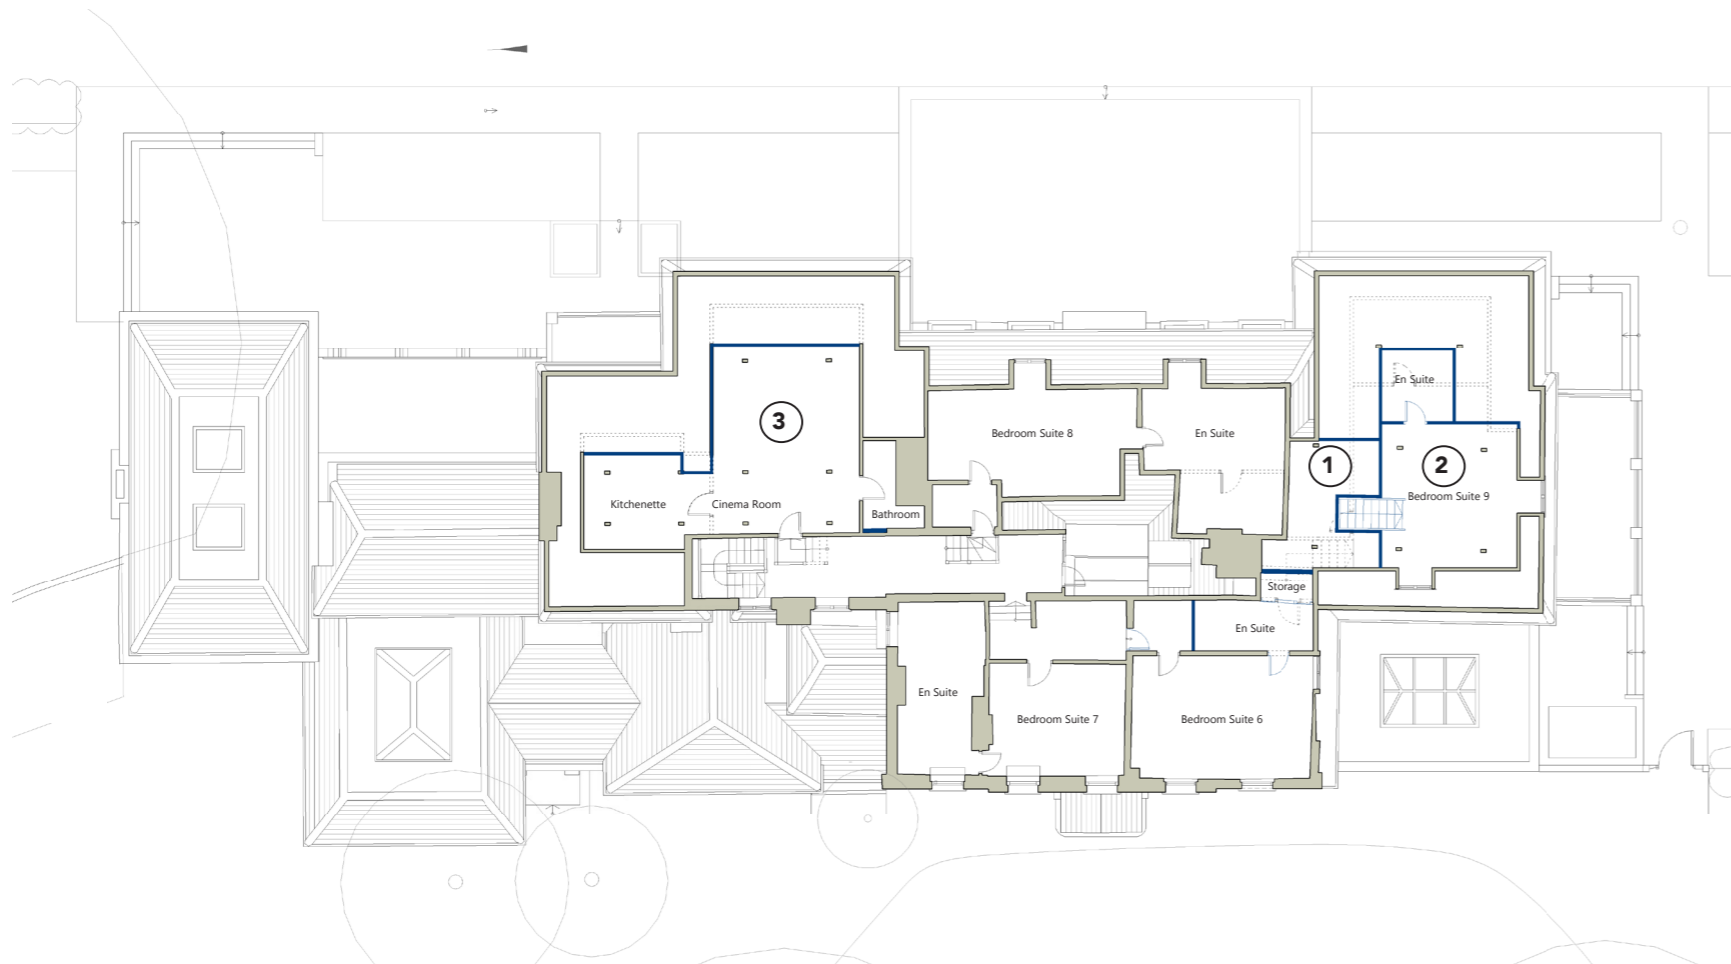 En Suite
3
Bedroom Suite 8
En Suite
1
2
Bedroom Suite 9
Kitchenette
Cinema Room
Bathroom
Storage
En Suite
En Suite
Bedroom Suite 7
Bedroom Suite 6